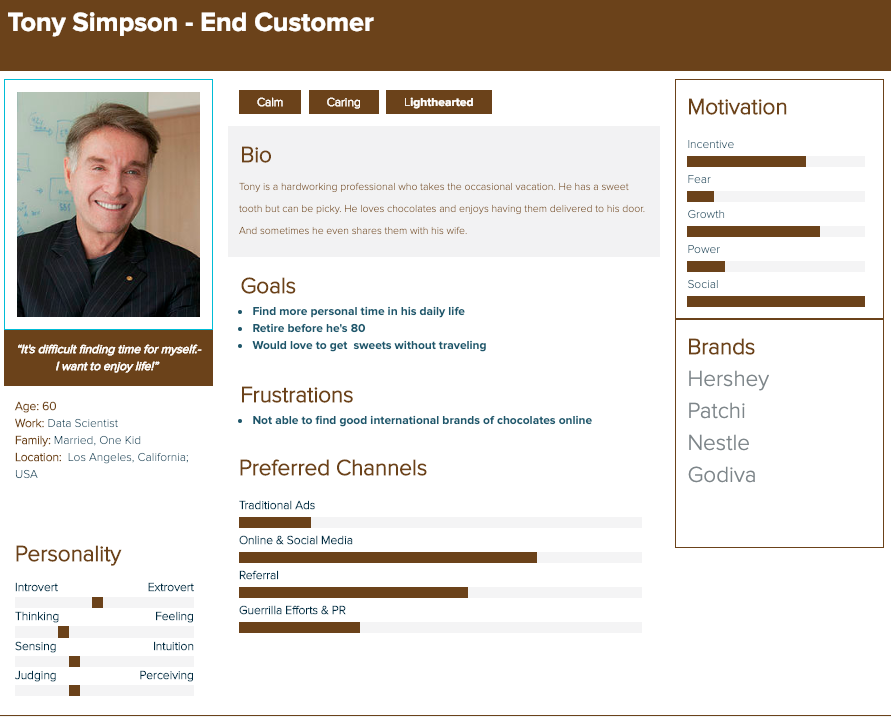 Tony Simpson - End Customer
"It's difficult finding time for myself.-
I want to enjoy life!"
Age: 60
Work: Data Scientist
Family: Married, One Kid
Location: Los Angeles, California;
USA
Personality
Introvert Extrovert
Thinking Feeling
Sensing Intuition
Judging Perceiving
Calm Caring Lighthearted
Bio
Tony is a hardworking professional who takes the occasional vacation. He has a sweet
tooth but can be picky. He loves chocolates and enjoys having them delivered to his door.
And sometimes he even shares them with his wife.
Goals
• Find more personal time in his daily life
• Retire before he's 80
• Would love to get sweets without traveling
Frustrations
• Not able to find good international brands of chocolates online
Preferred Channels
Traditional Ads
Online & Social Media
Referral
Guerrilla Efforts & PR
Motivation
Incentive
Fear
Growth
Power
Social
Brands
Hershey
Patchi
Nestle
Godiva